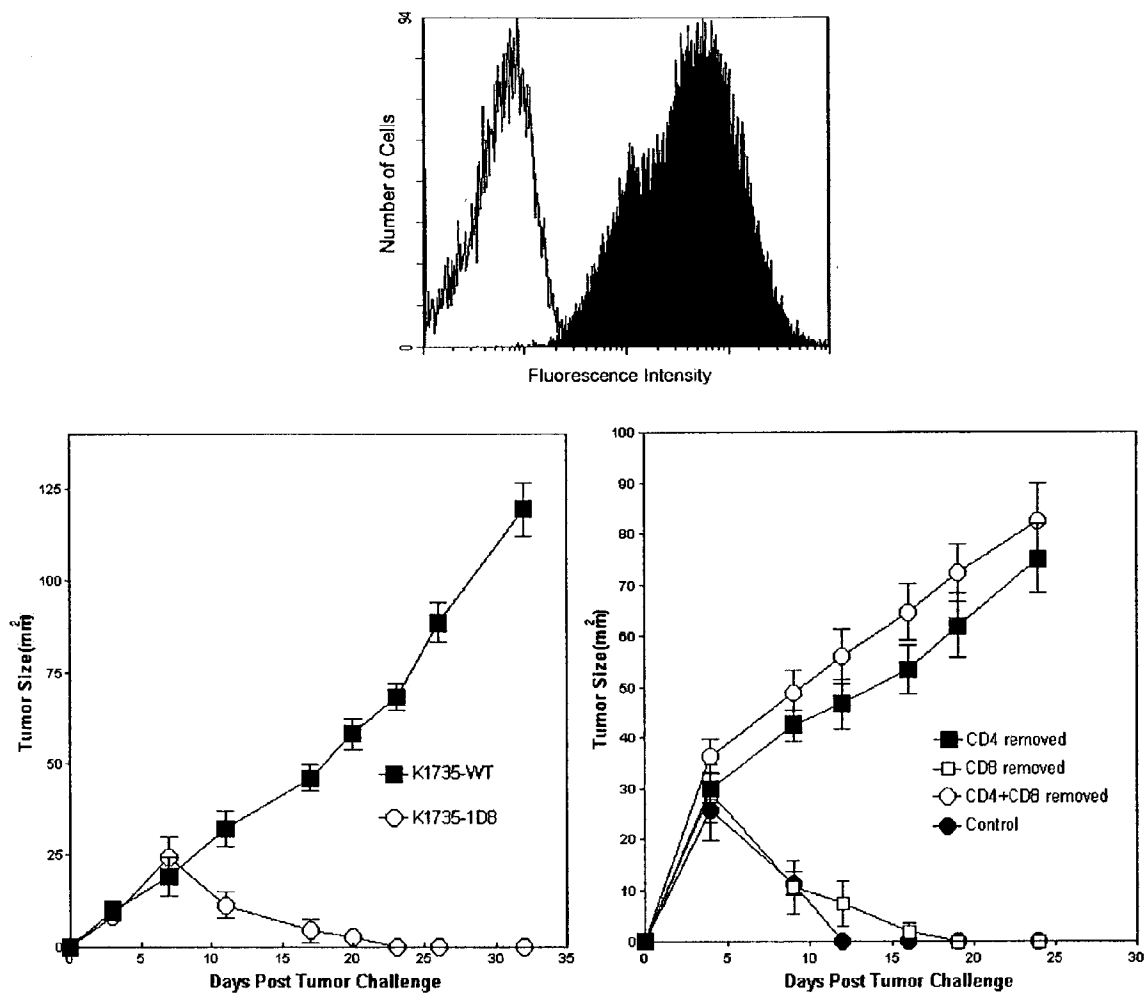 94
Number of Cells
0
Fluorescence Intensity
125
100
75
50
25
0
Tumor Size(mm²)
K1735-WT
K1735-1D8
0 5 10 15 20 25 30 35
Days Post Tumor Challenge
100
90
80
70
60
50
40
30
20
10
0
Tumor Size(mm²)
CD4 removed
CD8 removed
CD4+CD8 removed
Control
0 5 10 15 20 25 30
Days Post Tumor Challenge